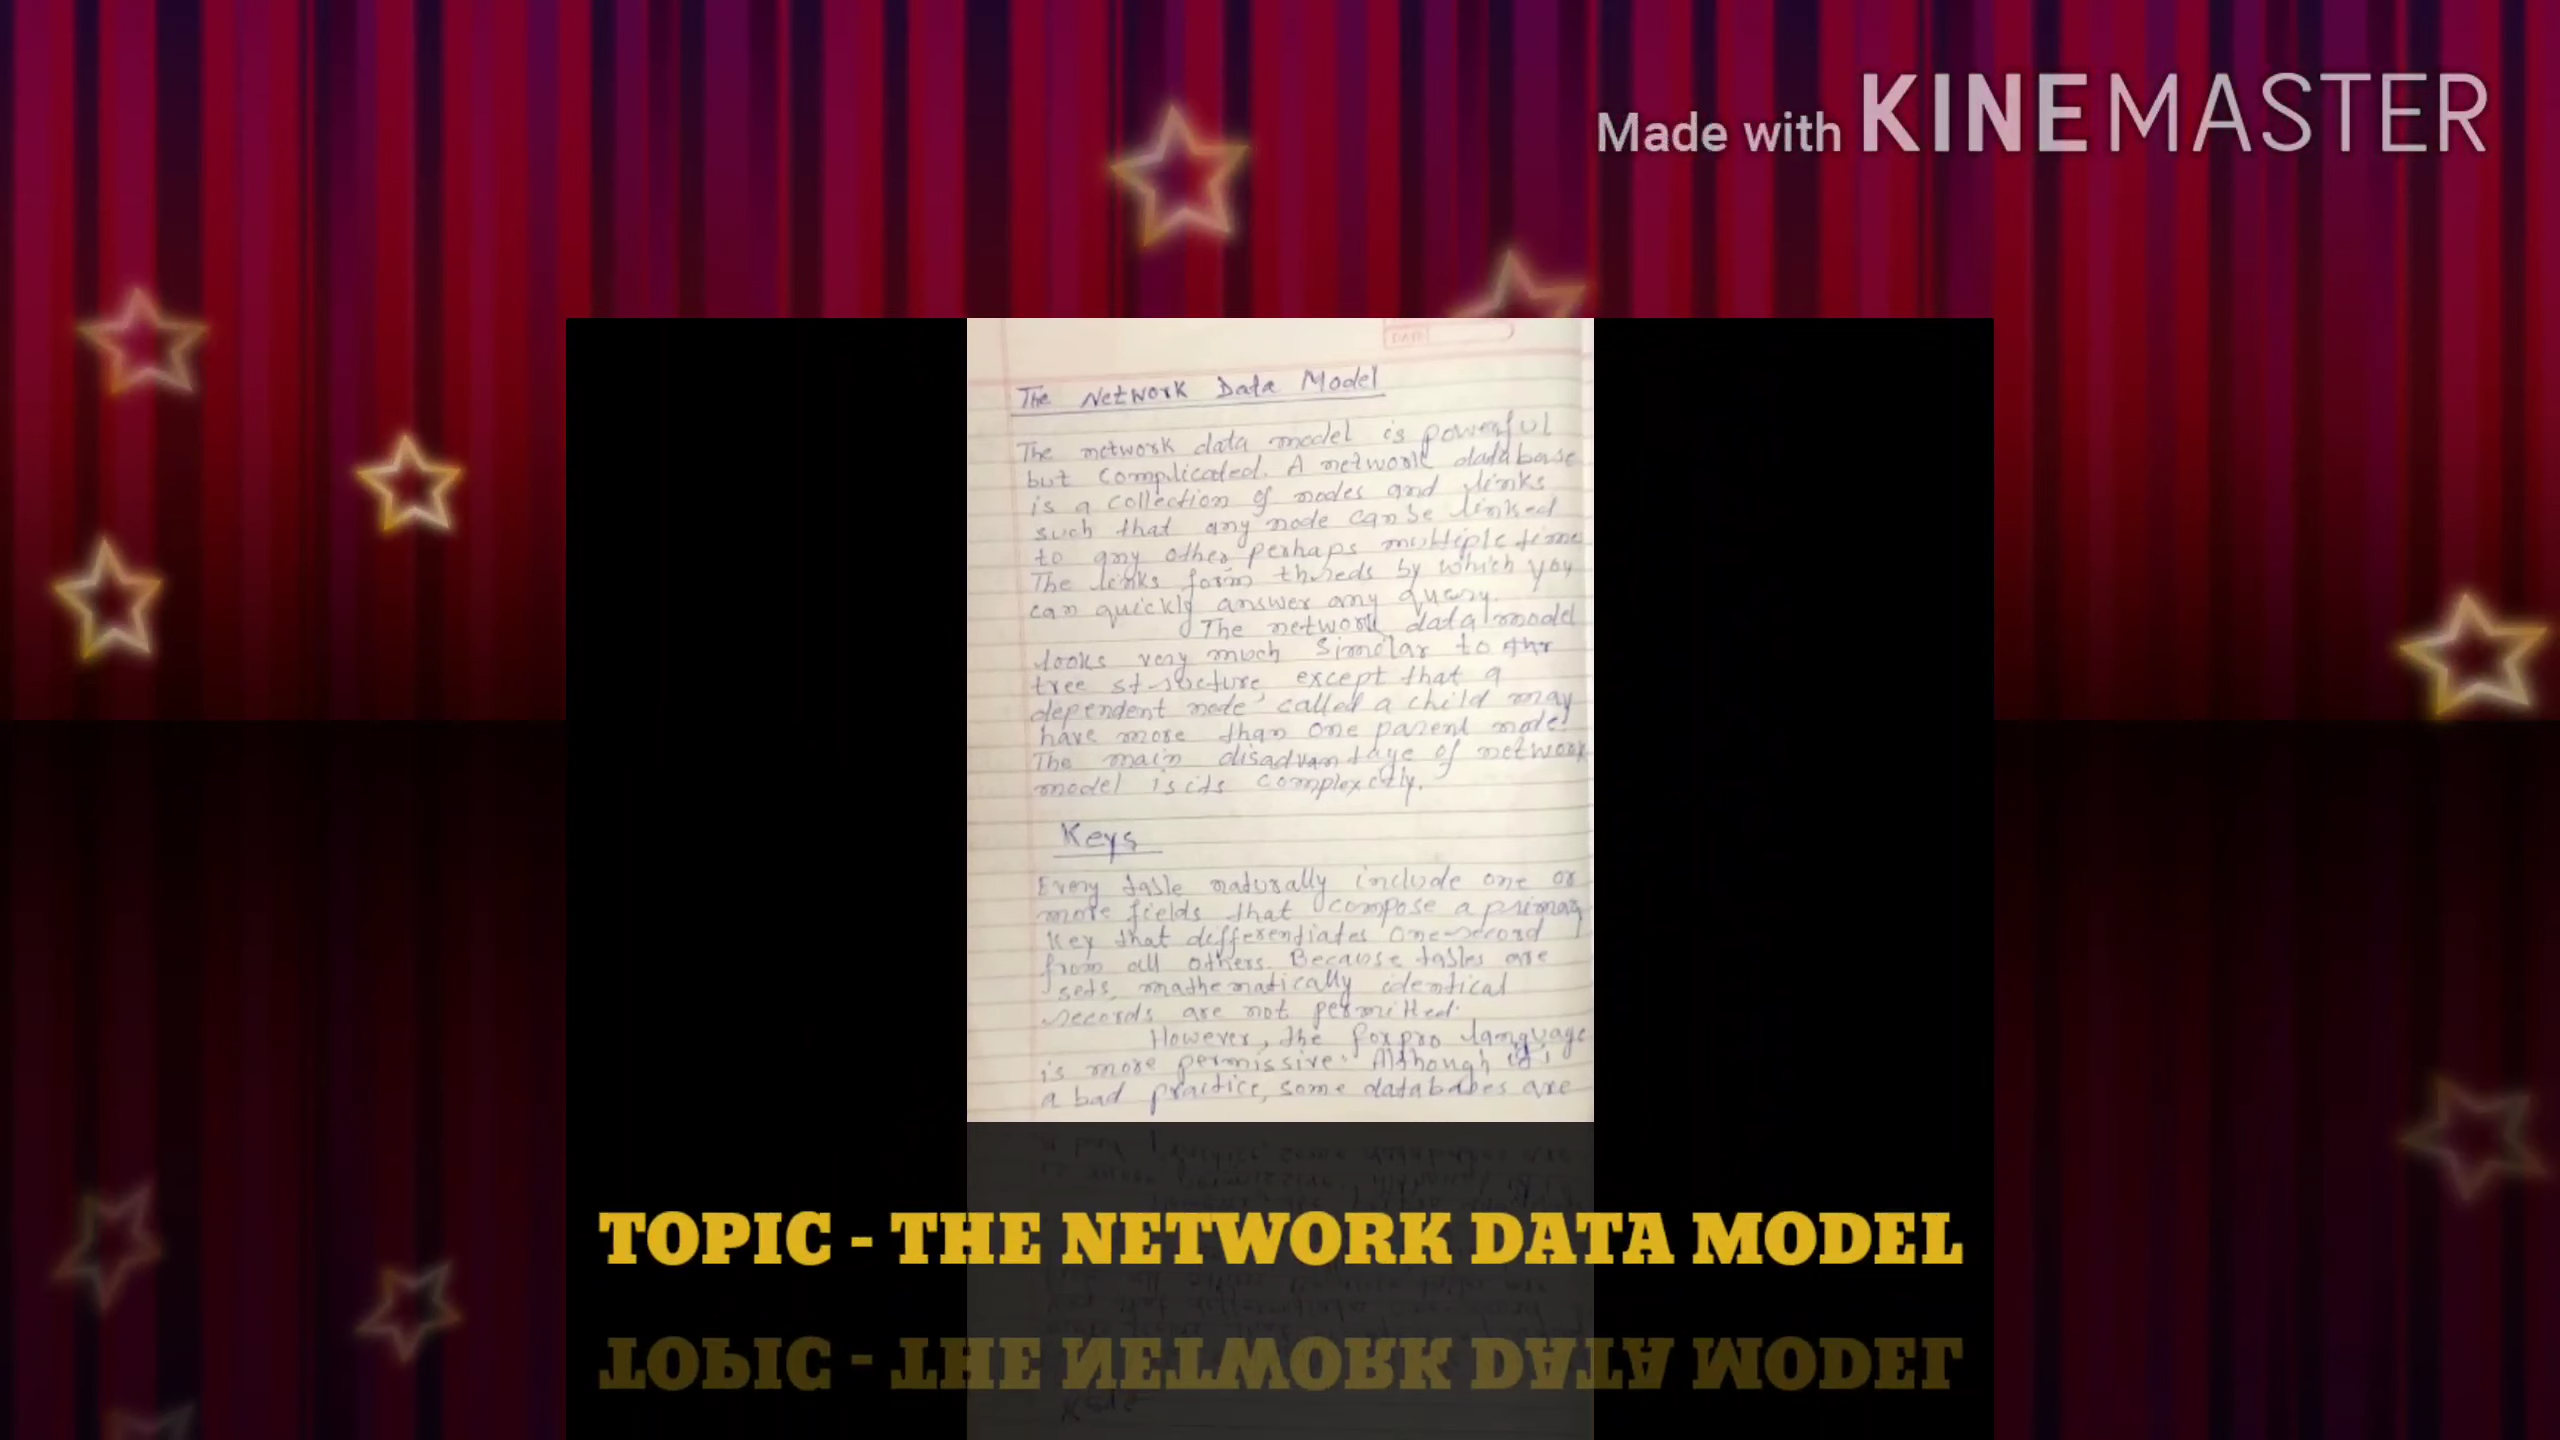 Made with KINEMASTER
The Network Data Model
The network data model is powerful
but complicated. A network database
is a collection of nodes and links
such that any node can be linked
to any other perhaps multiple time
The links form threds by which you
can quickly answer any query.
The network data model
looks very much similar to the
tree structure except that a
dependent node called a child may
have more than one parent node.
The main disadvantage of network
model is its complexctly.
Keys
Every table naturally include one or
more fields that compose a primary
key that differentiates one record
from all others. Because tables are
sets, mathematically identical
records are not permitted.
However, the foxpro language
is more permissive. Although it's
a bad practice, some databases are
TOPIC - THE NETWORK DATA MODEL